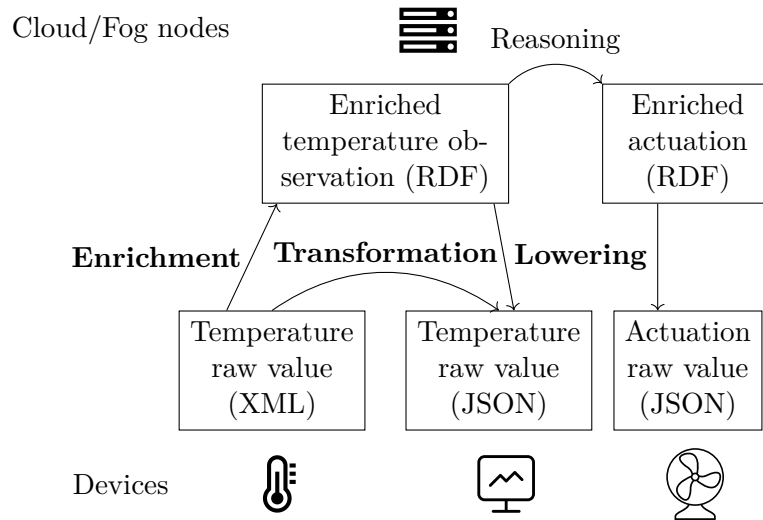 Cloud/Fog nodes
Reasoning
Enriched
temperature ob-
servation (RDF)
Enriched
actuation
(RDF)
Enrichment
Transformation
Lowering
Temperature
raw value
(XML)
Temperature
raw value
(JSON)
Actuation
raw value
(JSON)
Devices